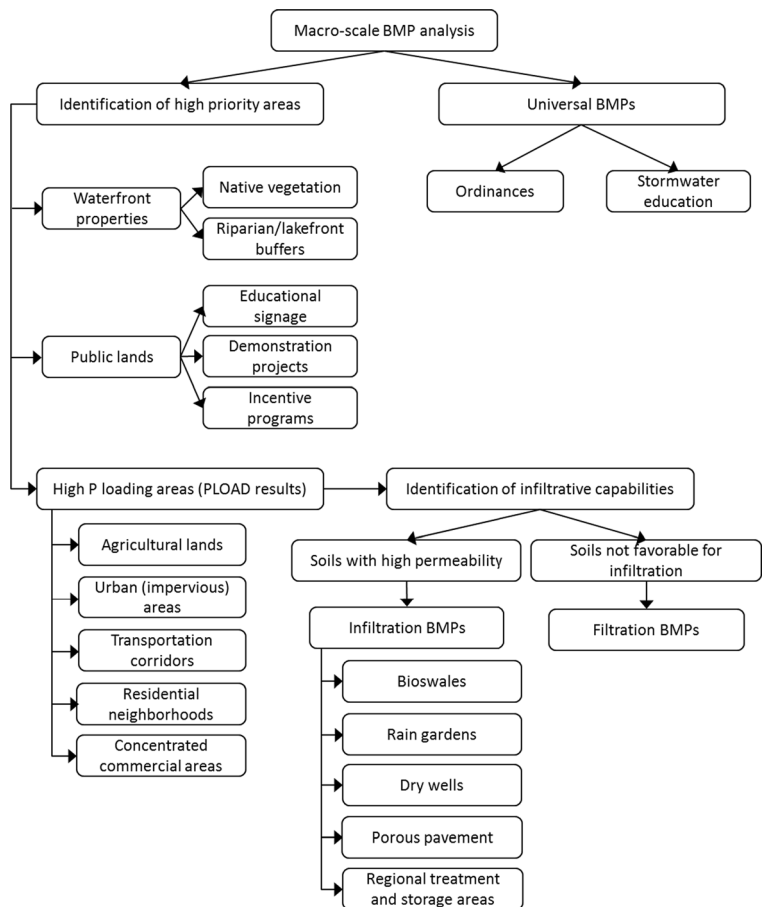 Macro-scale BMP analysis
Identification of high priority areas
Universal BMPs
Ordinances
Stormwater
education
Waterfront
properties
Native vegetation
Riparian/lakefront
buffers
Public lands
Educational
signage
Demonstration
projects
Incentive
programs
High P loading areas (PLOAD results)
Identification of infiltrative capabilities
Agricultural lands
Urban (impervious)
areas
Transportation
corridors
Residential
neighborhoods
Concentrated
commercial areas
Soils with high permeability
Soils not favorable for
infiltration
Infiltration BMPs
Filtration BMPs
Bioswales
Rain gardens
Dry wells
Porous pavement
Regional treatment
and storage areas